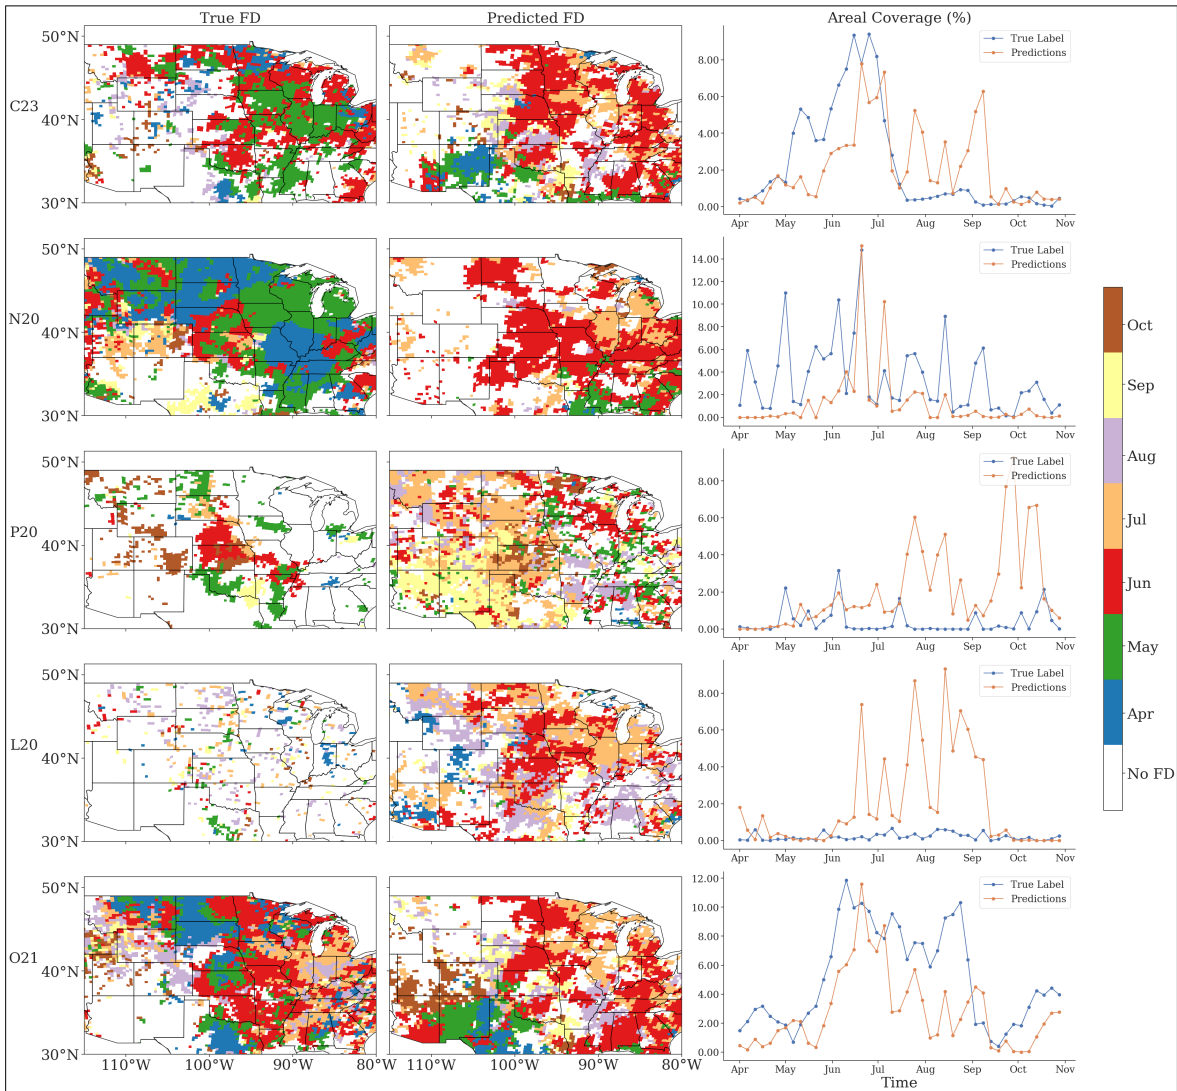 True FD Predicted FD Areal Coverage (%)
C23
50°N
40°N
30°N
8.00
6.00
4.00
2.00
0.00
True Label
Predictions
Apr May Jun Jul Aug Sep Oct Nov
N20
50°N
40°N
30°N
14.00
12.00
10.00
8.00
6.00
4.00
2.00
0.00
True Label
Predictions
Apr May Jun Jul Aug Sep Oct Nov
P20
50°N
40°N
30°N
8.00
6.00
4.00
2.00
0.00
True Label
Predictions
Apr May Jun Jul Aug Sep Oct Nov
L20
50°N
40°N
30°N
8.00
6.00
4.00
2.00
0.00
True Label
Predictions
Apr May Jun Jul Aug Sep Oct Nov
O21
50°N
40°N
30°N
110°W 100°W 90°W 80°W
110°W 100°W 90°W 80°W
12.00
10.00
8.00
6.00
4.00
2.00
0.00
True Label
Predictions
Apr May Jun Jul Aug Sep Oct Nov
Time
Oct
Sep
Aug
Jul
Jun
May
Apr
No FD